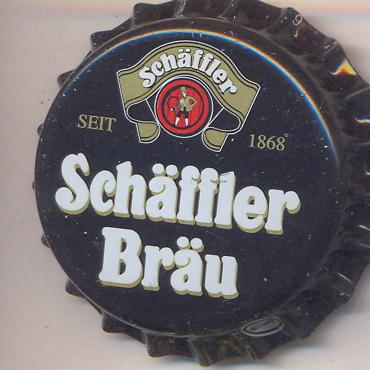 Schäffler
SEIT 1868
Schäffler
Bräu